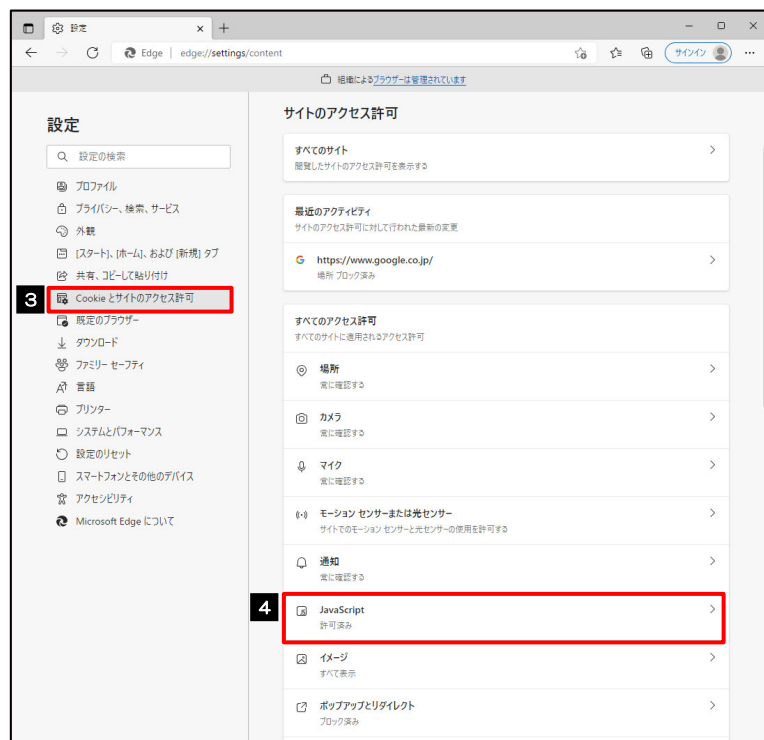 設定
Edge | edge://settings/content
サインイン
組織によるブラウザーは管理されています
設定
設定の検索
プロファイル
プライバシー、検索、サービス
外観
[スタート]、[ホーム]、および [新規] タブ
共有、コピーして貼り付け
3
Cookie とサイトのアクセス許可
既定のブラウザー
ダウンロード
ファミリー セーフティ
言語
プリンター
システムとパフォーマンス
設定のリセット
スマートフォンとその他のデバイス
アクセシビリティ
Microsoft Edge について
サイトのアクセス許可
すべてのサイト
閲覧したサイトのアクセス許可を表示する
最近のアクティビティ
サイトのアクセス許可に対して行われた最新の変更
https://www.google.co.jp/
場所 ブロック済み
すべてのアクセス許可
すべてのサイトに適用されるアクセス許可
場所
常に確認する
カメラ
常に確認する
マイク
常に確認する
モーション センサーまたは光センサー
サイトでのモーション センサーと光センサーの使用を許可する
通知
常に確認する
4
JavaScript
許可済み
イメージ
すべて表示
ポップアップとリダイレクト
ブロック済み